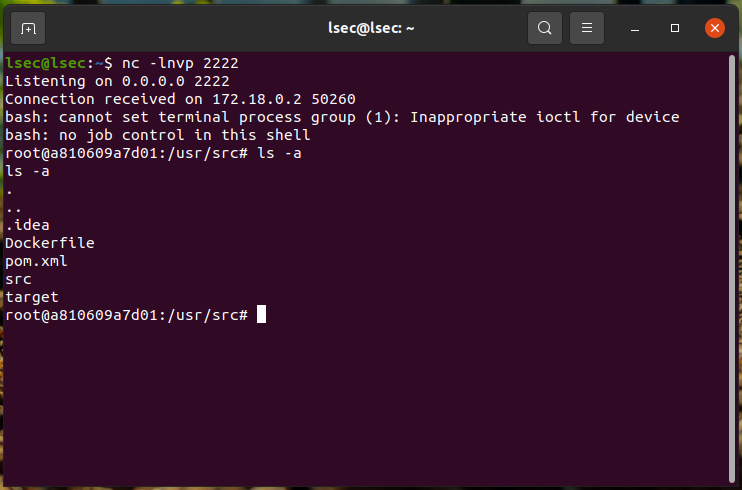 lsec@lsec: ~
lsec@lsec:~$ nc -lnvp 2222
Listening on 0.0.0.0 2222
Connection received on 172.18.0.2 50260
bash: cannot set terminal process group (1): Inappropriate ioctl for device
bash: no job control in this shell
root@a810609a7d01:/usr/src# ls -a
ls -a
.
..
.idea
Dockerfile
pom.xml
src
target
root@a810609a7d01:/usr/src#